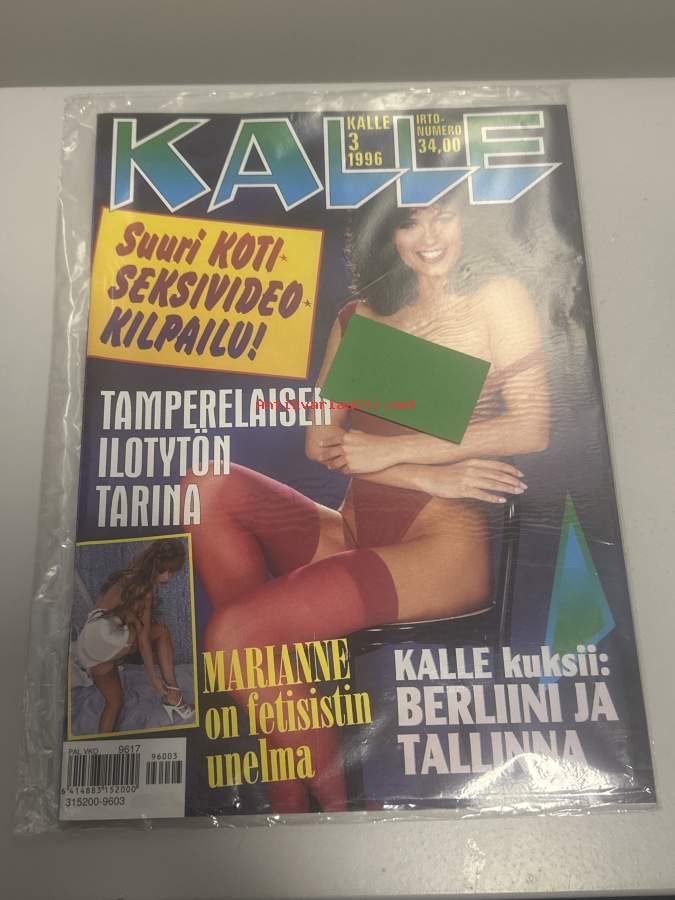 KALLE
KALLE
3
1996
IRTO-
NUMERO
34,00
Suuri KOTI-
SEKSIVIDEO-
KILPAILU!
TAMPERELAISEN
ILOTYTÖN
TARINA
Antikvariaatti.net
MARIANNE
on fetisistin
unelma
KALLE kuksii:
BERLIINI JA
TALLINNA
PAL VKO 9617
96003
6 414883 152000
315200-9603